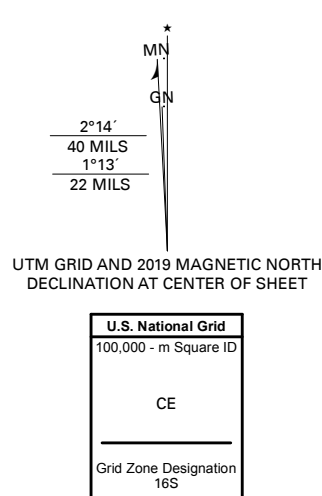 MN
GN
2°14´
40 MILS
1°13´
22 MILS
UTM GRID AND 2019 MAGNETIC NORTH
DECLINATION AT CENTER OF SHEET
U.S. National Grid
100,000 - m Square ID
CE
Grid Zone Designation
16S